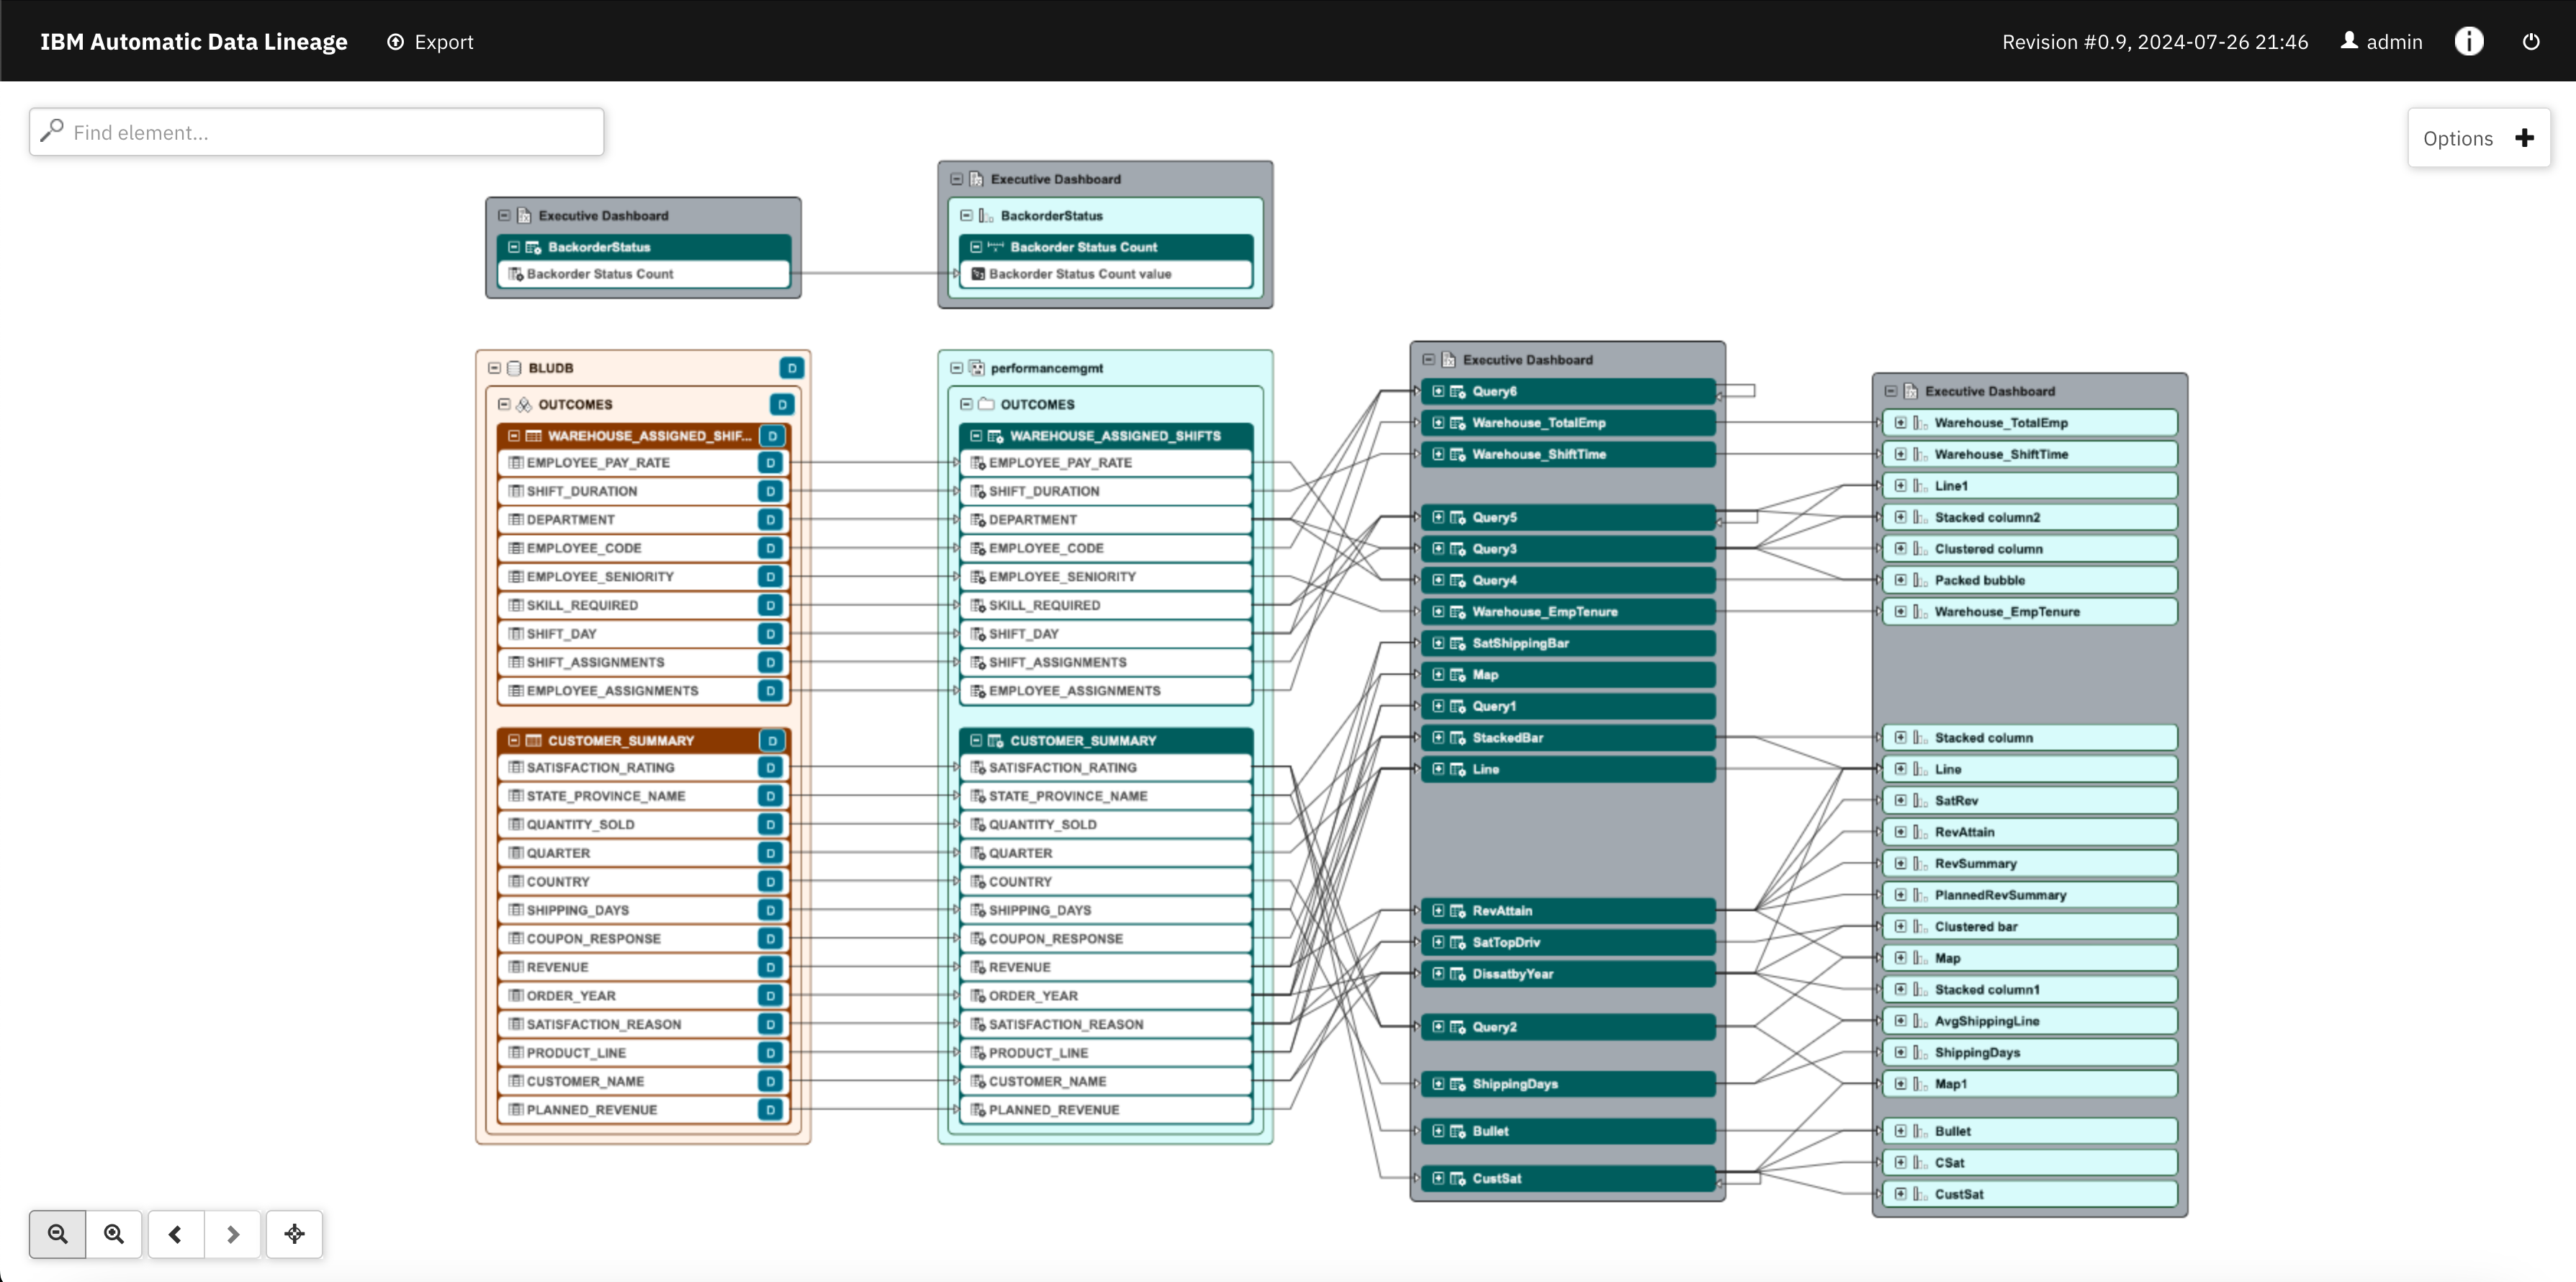 IBM Automatic Data Lineage
Export
Revision #0.9, 2024-07-26 21:46
admin
Find element...
Options
Executive Dashboard
BackorderStatus
Backorder Status Count
Executive Dashboard
BackorderStatus
Backorder Status Count
Backorder Status Count value
BLUDB
D
OUTCOMES
D
WAREHOUSE_ASSIGNED_SHIF...
D
EMPLOYEE_PAY_RATE
D
SHIFT_DURATION
D
DEPARTMENT
D
EMPLOYEE_CODE
D
EMPLOYEE_SENIORITY
D
SKILL_REQUIRED
D
SHIFT_DAY
D
SHIFT_ASSIGNMENTS
D
EMPLOYEE_ASSIGNMENTS
D
CUSTOMER_SUMMARY
D
SATISFACTION_RATING
D
STATE_PROVINCE_NAME
D
QUANTITY_SOLD
D
QUARTER
D
COUNTRY
D
SHIPPING_DAYS
D
COUPON_RESPONSE
D
REVENUE
D
ORDER_YEAR
D
SATISFACTION_REASON
D
PRODUCT_LINE
D
CUSTOMER_NAME
D
PLANNED_REVENUE
D
performancemgmt
OUTCOMES
WAREHOUSE_ASSIGNED_SHIFTS
EMPLOYEE_PAY_RATE
SHIFT_DURATION
DEPARTMENT
EMPLOYEE_CODE
EMPLOYEE_SENIORITY
SKILL_REQUIRED
SHIFT_DAY
SHIFT_ASSIGNMENTS
EMPLOYEE_ASSIGNMENTS
CUSTOMER_SUMMARY
SATISFACTION_RATING
STATE_PROVINCE_NAME
QUANTITY_SOLD
QUARTER
COUNTRY
SHIPPING_DAYS
COUPON_RESPONSE
REVENUE
ORDER_YEAR
SATISFACTION_REASON
PRODUCT_LINE
CUSTOMER_NAME
PLANNED_REVENUE
Executive Dashboard
Query6
Warehouse_TotalEmp
Warehouse_ShiftTime
Query5
Query3
Query4
Warehouse_EmpTenure
SatShippingBar
Map
Query1
StackedBar
Line
RevAttain
SatTopDriv
DissatbyYear
Query2
ShippingDays
Bullet
CustSat
Executive Dashboard
Warehouse_TotalEmp
Warehouse_ShiftTime
Line1
Stacked column2
Clustered column
Packed bubble
Warehouse_EmpTenure
Stacked column
Line
SatRev
RevAttain
RevSummary
PlannedRevSummary
Clustered bar
Map
Stacked column1
AvgShippingLine
ShippingDays
Map1
Bullet
CSat
CustSat